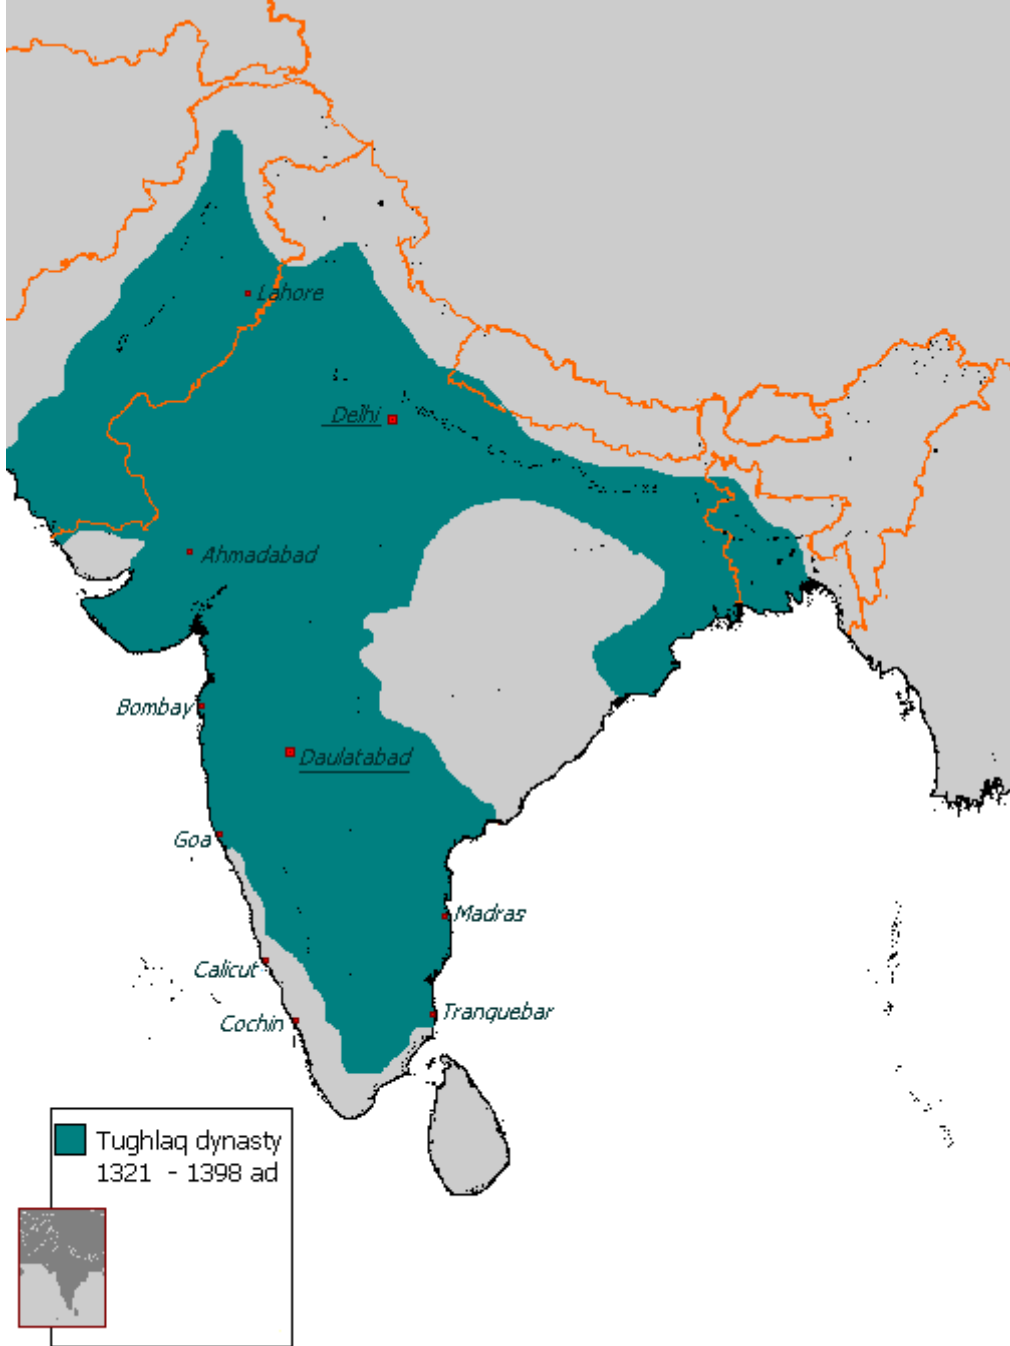 Lahore
Delhi
Ahmadabad
Bombay
Daulatabad
Goa
Madras
Calicut
Tranquebar
Cochin
Tughlaq dynasty
1321 - 1398 ad